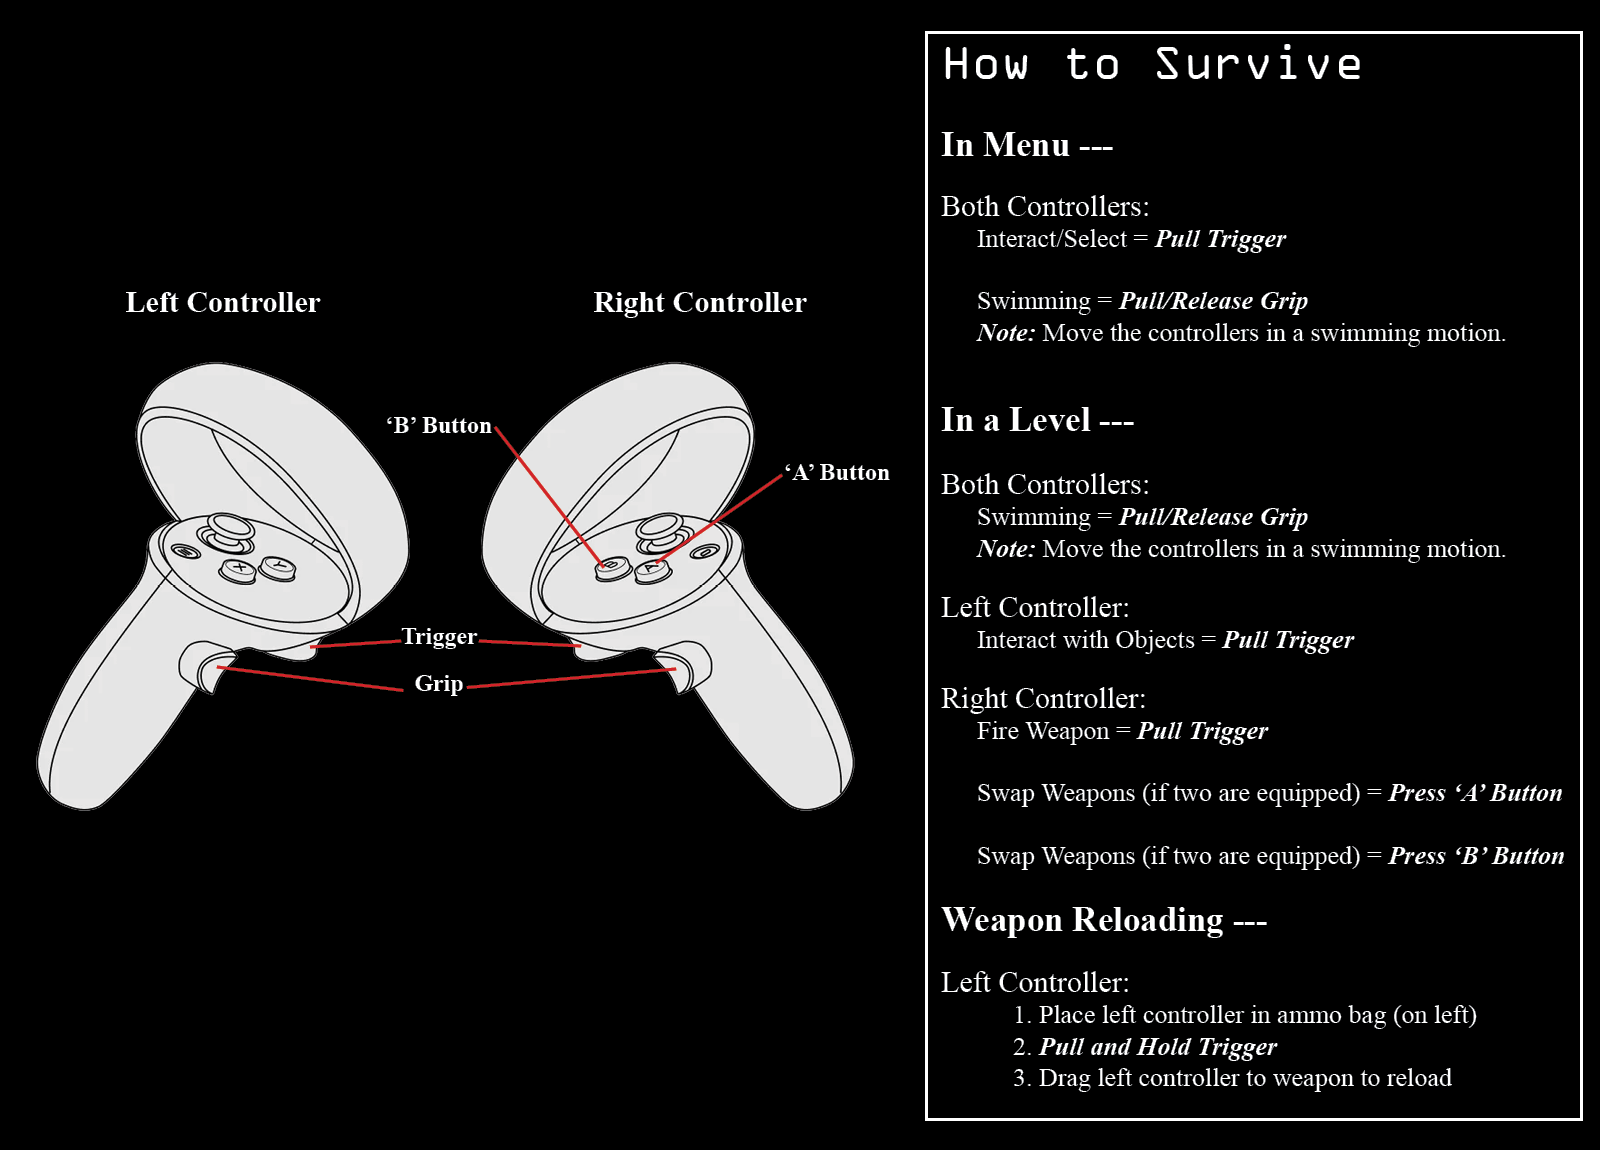 How to Survive
In Menu ---
Both Controllers:
Interact/Select = Pull Trigger
Swimming = Pull/Release Grip
Note: Move the controllers in a swimming motion.
In a Level ---
Both Controllers:
Swimming = Pull/Release Grip
Note: Move the controllers in a swimming motion.
Left Controller:
Interact with Objects = Pull Trigger
Right Controller:
Fire Weapon = Pull Trigger
Swap Weapons (if two are equipped) = Press ‘A’ Button
Swap Weapons (if two are equipped) = Press ‘B’ Button
Weapon Reloading ---
Left Controller:
1. Place left controller in ammo bag (on left)
2. Pull and Hold Trigger
3. Drag left controller to weapon to reload
Left Controller
Right Controller
‘B’ Button
‘A’ Button
X
Y
B
A
Trigger
Grip